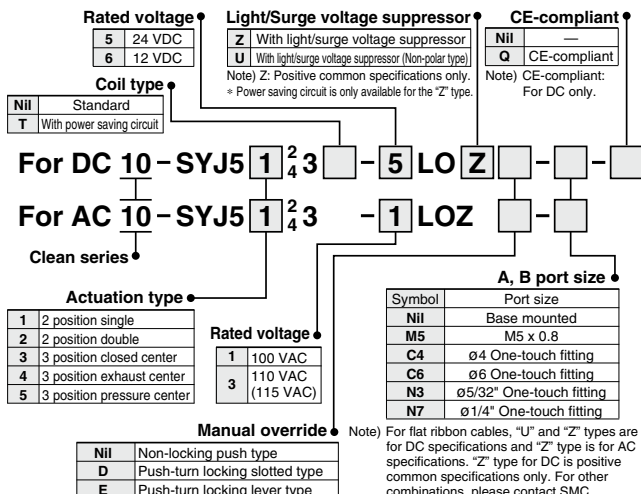 Rated voltage
5 24 VDC
6 12 VDC
Light/Surge voltage suppressor
Z With light/surge voltage suppressor
U With light/surge voltage suppressor (Non-polar type)
Note) Z: Positive common specifications only.
* Power saving circuit is only available for the “Z” type.
CE-compliant
Nil —
Q CE-compliant
Note) CE-compliant:
For DC only.
Coil type
Nil Standard
T With power saving circuit
For DC 10 - SYJ5 1 2 4 3 - 5 LO Z - -
For AC 10 - SYJ5 1 2 4 3 - 1 LOZ -
Clean series
Actuation type
1 2 position single
2 2 position double
3 3 position closed center
4 3 position exhaust center
5 3 position pressure center
Rated voltage
1 100 VAC
3 110 VAC
(115 VAC)
A, B port size
Symbol Port size
Nil Base mounted
M5 M5 x 0.8
C4 ø4 One-touch fitting
C6 ø6 One-touch fitting
N3 ø5/32" One-touch fitting
N7 ø1/4" One-touch fitting
Manual override
Nil Non-locking push type
D Push-turn locking slotted type
E Push-turn locking lever type
Note) For flat ribbon cables, “U” and “Z” types are
for DC specifications and “Z” type is for AC
specifications. “Z” type for DC is positive
common specifications only. For other
combinations, please contact SMC.